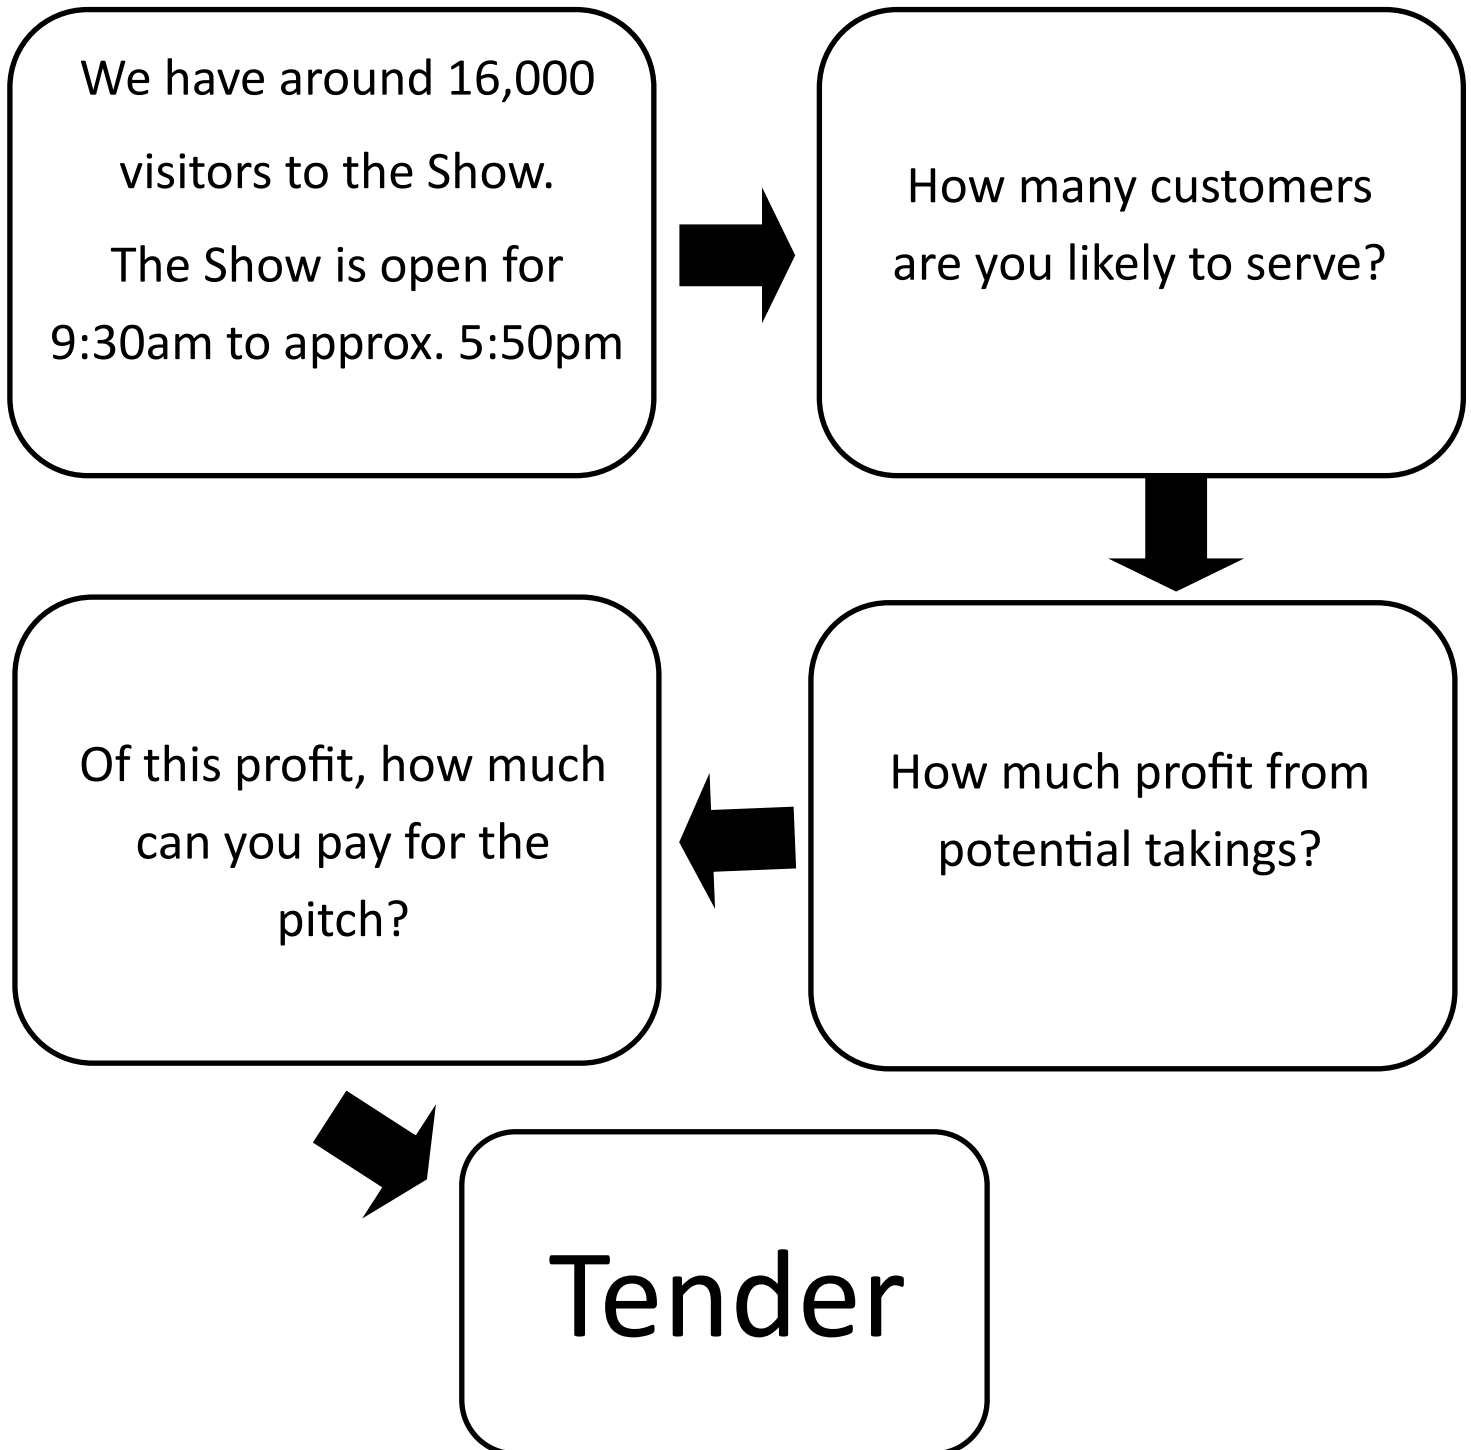 We have around 16,000
visitors to the Show.
The Show is open for
9:30am to approx. 5:50pm
How many customers
are you likely to serve?
How much profit from
potential takings?
Of this profit, how much
can you pay for the
pitch?
Tender